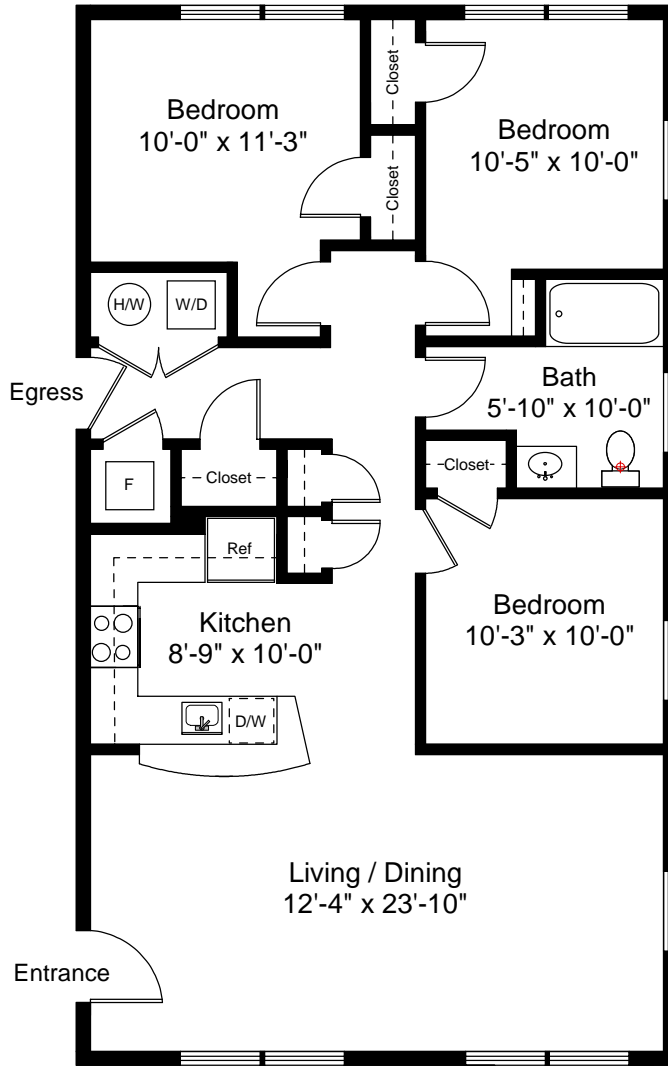 Closet
Bedroom
10'-0" x 11'-3"
Bedroom
10'-5" x 10'-0"
Closet
H/W
W/D
Egress
Bath
5'-10" x 10'-0"
F
Closet
Closet
Ref
Kitchen
8'-9" x 10'-0"
Bedroom
10'-3" x 10'-0"
D/W
Living / Dining
12'-4" x 23'-10"
Entrance